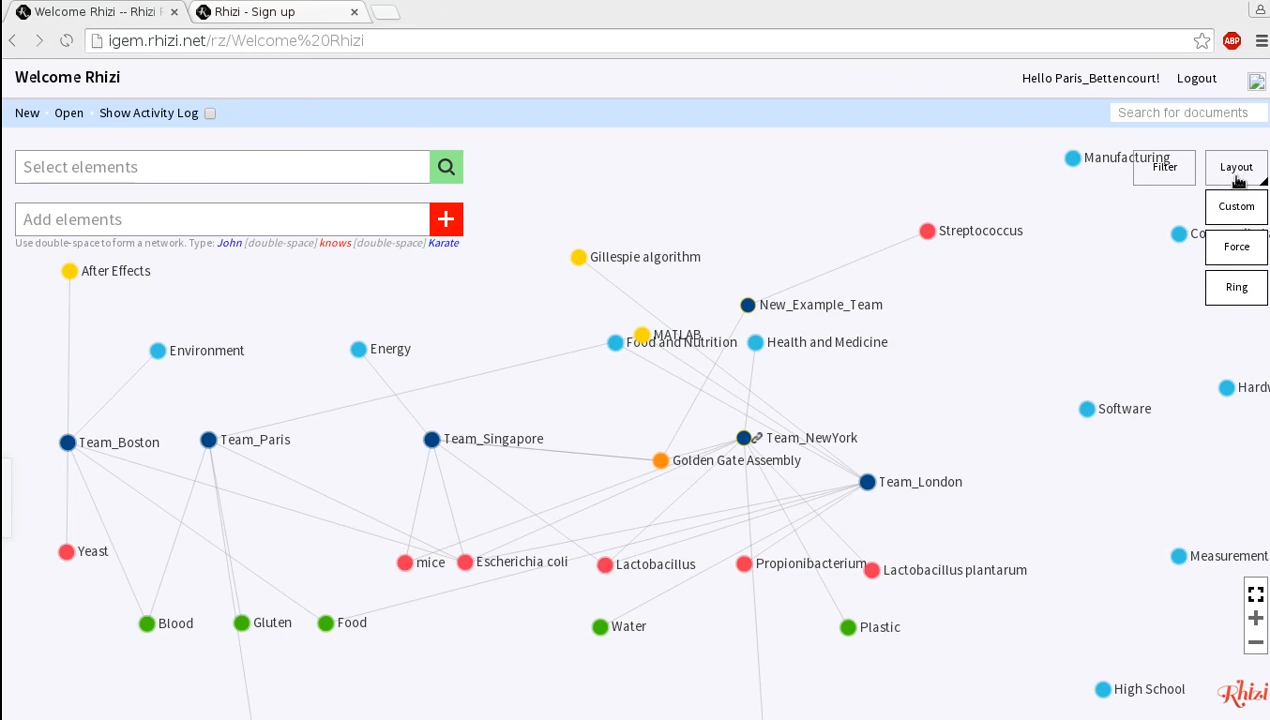 Welcome Rhizi -- Rhizi
Rhizi - Sign up
igem.rhizi.net/rz/Welcome%20Rhizi
ABP
Welcome Rhizi
Hello Paris_Bettencourt!
Logout
New
Open
Show Activity Log
Search for documents
Select elements
Manufacturing
Filter
Layout
Custom
Add elements
Use double-space to form a network. Type: John [double-space] knows [double-space] Karate
Streptococcus
Force
Gillespie algorithm
After Effects
Ring
New_Example_Team
MATLAB
Food and Nutrition
Health and Medicine
Environment
Energy
Software
Team_Boston
Team_Paris
Team_Singapore
Team_NewYork
Golden Gate Assembly
Team_London
Yeast
mice
Escherichia coli
Lactobacillus
Propionibacterium
Lactobacillus plantarum
Measurement
Blood
Gluten
Food
Water
Plastic
High School
Rhizi